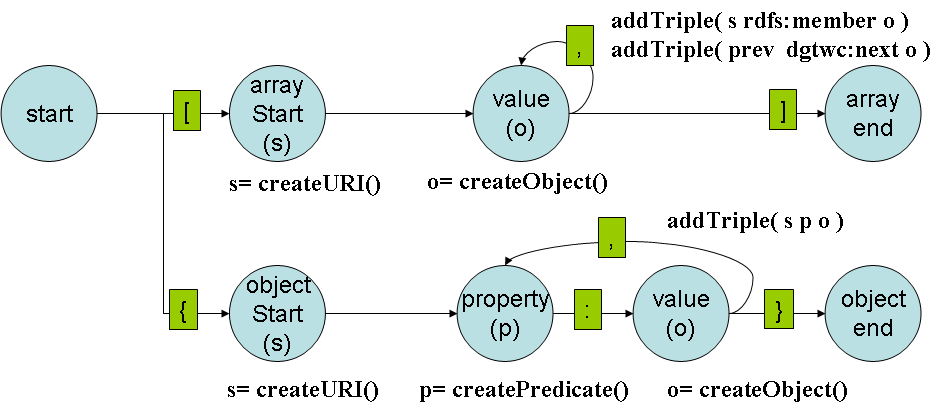 addTriple( s rdfs:member o )
addTriple( prev dgtwc:next o )
,
start
[
array
Start
(s)
value
(o)
]
array
end
s= createURI()
o= createObject()
addTriple( s p o )
,
{
object
Start
(s)
property
(p)
:
value
(o)
}
object
end
s= createURI()
p= createPredicate()
o= createObject()